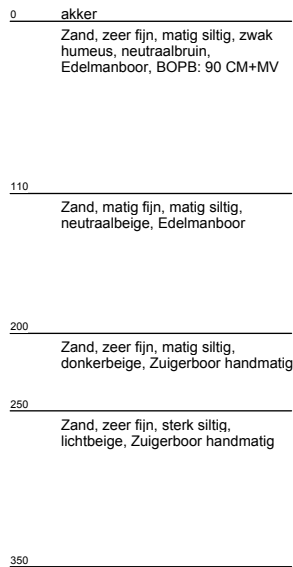 0 akker
Zand, zeer fijn, matig siltig, zwak
humeus, neutraalbruin,
Edelmanboor, BOPB: 90 CM+MV
110
Zand, matig fijn, matig siltig,
neutraalbeige, Edelmanboor
200
Zand, zeer fijn, matig siltig,
donkerbeige, Zuigerboor handmatig
250
Zand, zeer fijn, sterk siltig,
lichtbeige, Zuigerboor handmatig
350